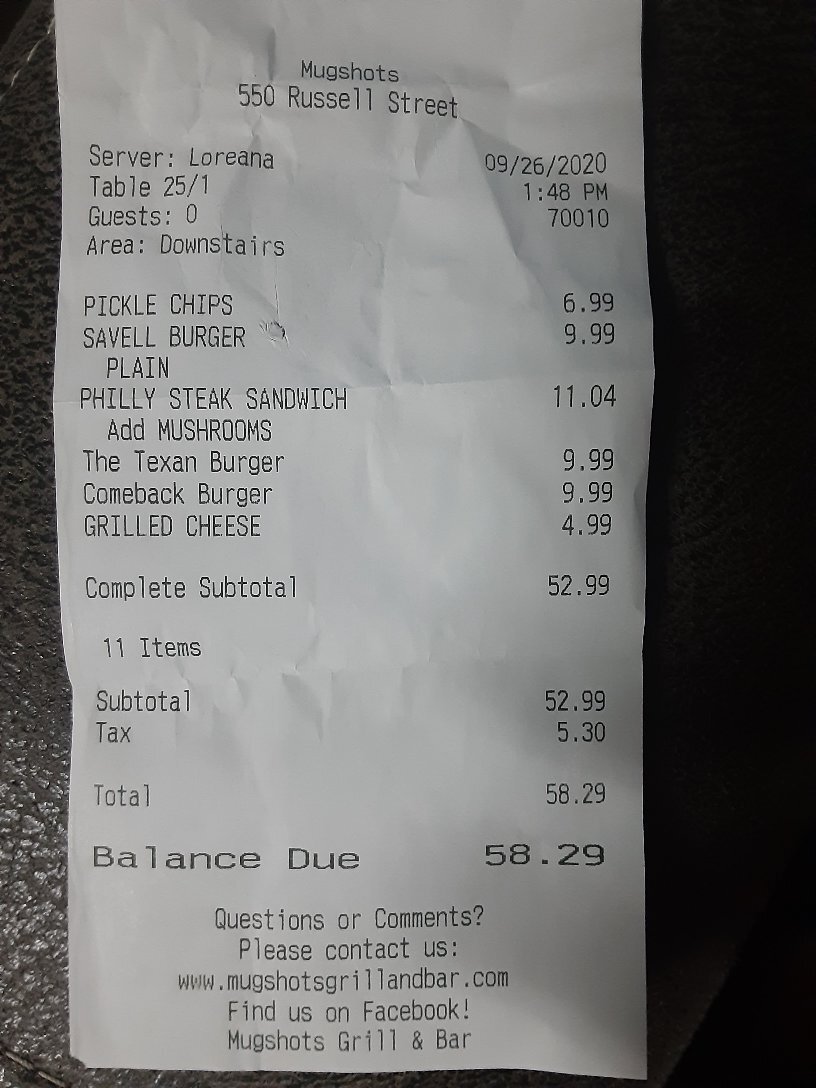 Mugshots
550 Russell Street
Server: Loreana 09/26/2020
Table 25/1 1:48 PM
Guests: 0 70010
Area: Downstairs
PICKLE CHIPS 6.99
SAVELL BURGER 9.99
PLAIN
PHILLY STEAK SANDWICH 11.04
Add MUSHROOMS
The Texan Burger 9.99
Comeback Burger 9.99
GRILLED CHEESE 4.99
Complete Subtotal 52.99
11 Items
Subtotal 52.99
Tax 5.30
Total 58.29
Balance Due 58.29
Questions or Comments?
Please contact us:
www.mugshotsgrillandbar.com
Find us on Facebook!
Mugshots Grill & Bar